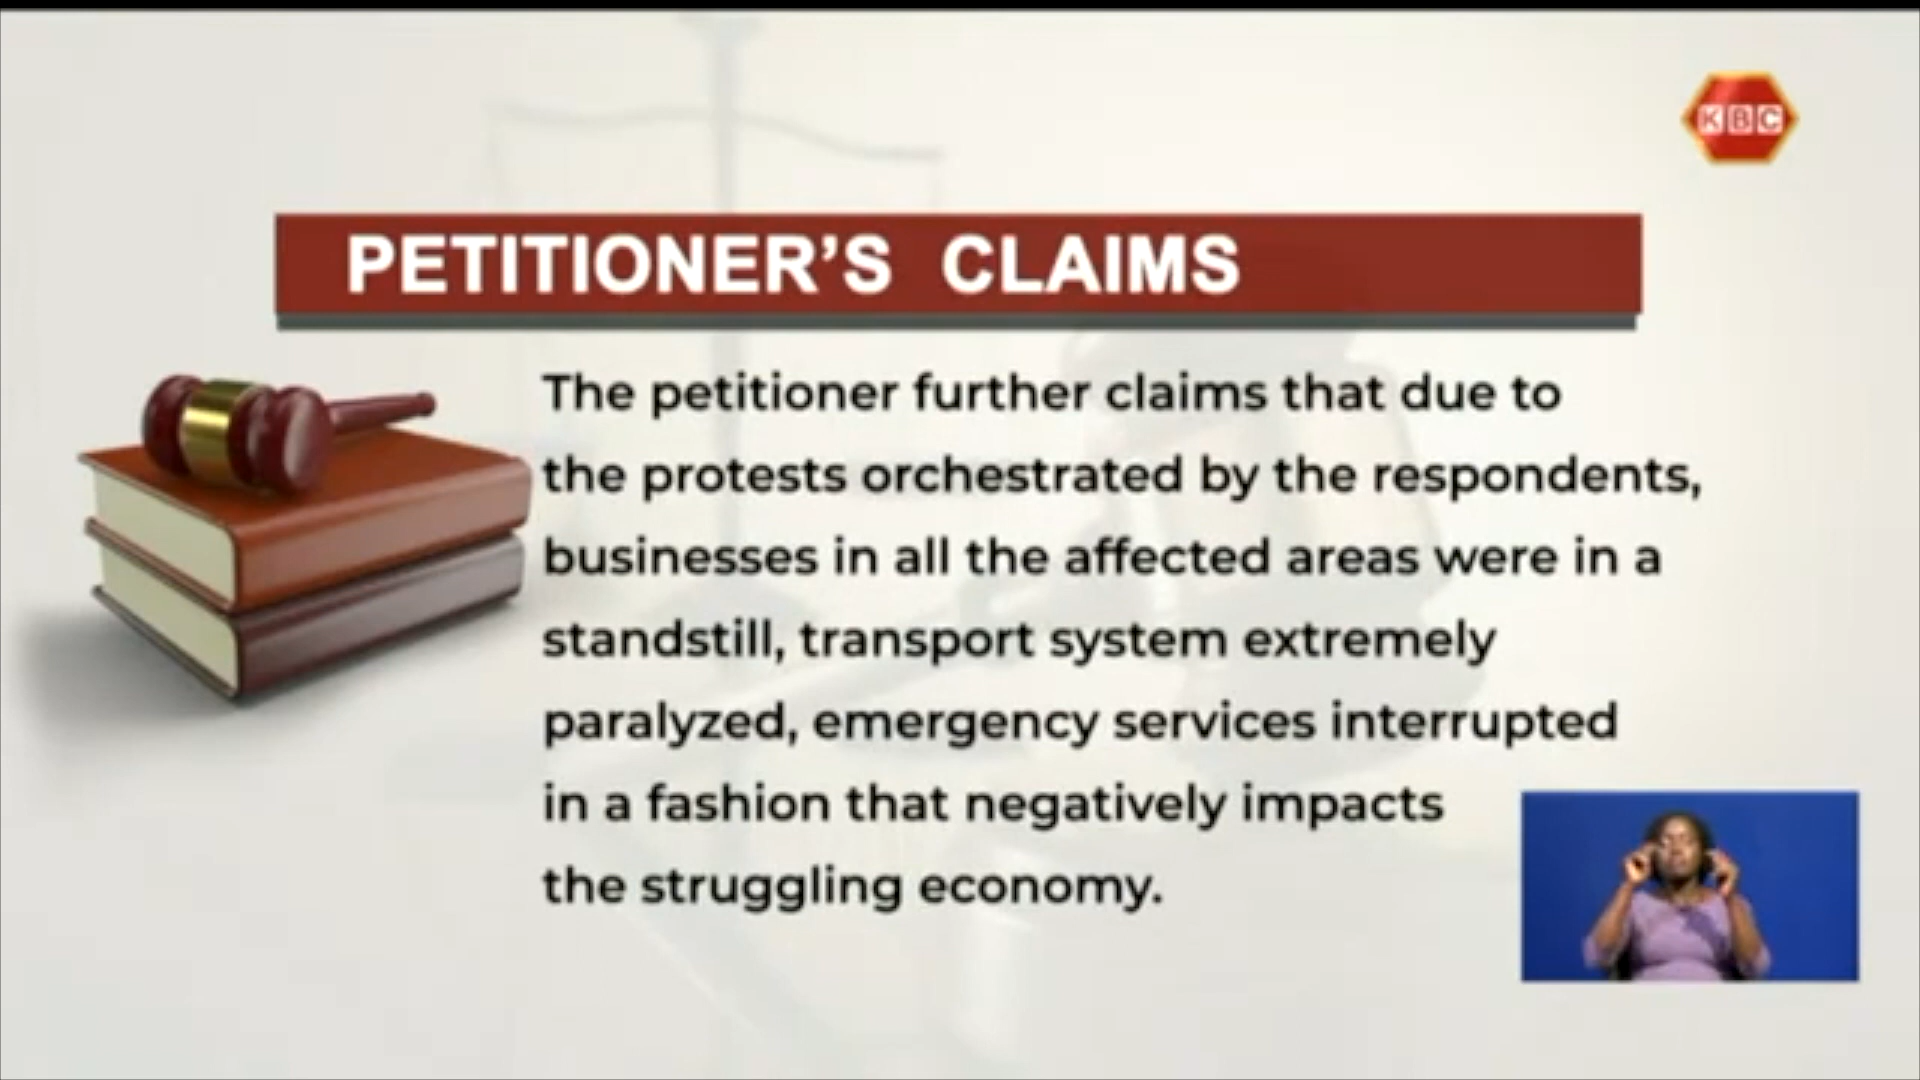 KBC
PETITIONER’S CLAIMS
The petitioner further claims that due to
the protests orchestrated by the respondents,
businesses in all the affected areas were in a
standstill, transport system extremely
paralyzed, emergency services interrupted
in a fashion that negatively impacts
the struggling economy.